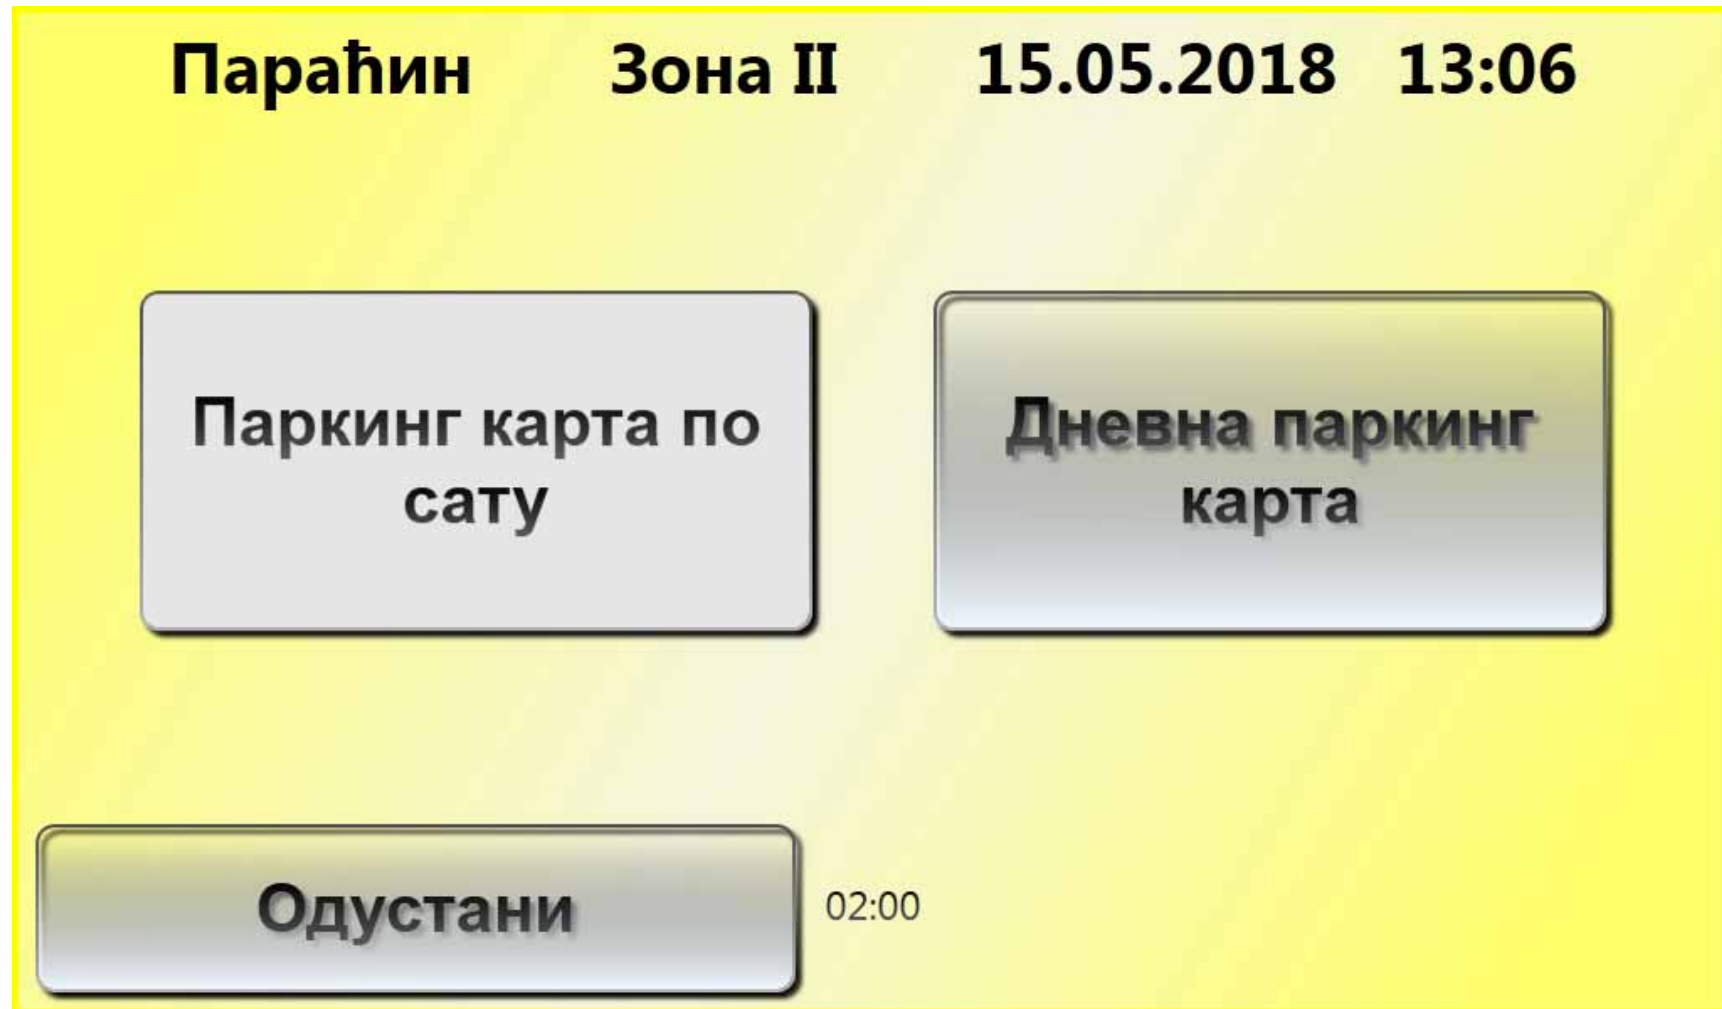 Параћин Зона II 15.05.2018 13:06
Паркинг карта по
сату
Дневна паркинг
карта
Одустани
02:00